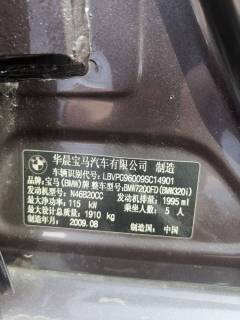 华晨宝马汽车有限公司 制造
车辆识别代号: LBVPC96009SC14901
品牌:宝马(BMW)牌 整车型号:BMW7200FD(BMW320i)
发动机型号: N46B20CC 发动机排量: 1995 ml
发动机最大净功率: 115 kW 乘坐人数: 5 人
最大设计总质量: 1910 kg
制造年月: 2009.08 制造国: 中国